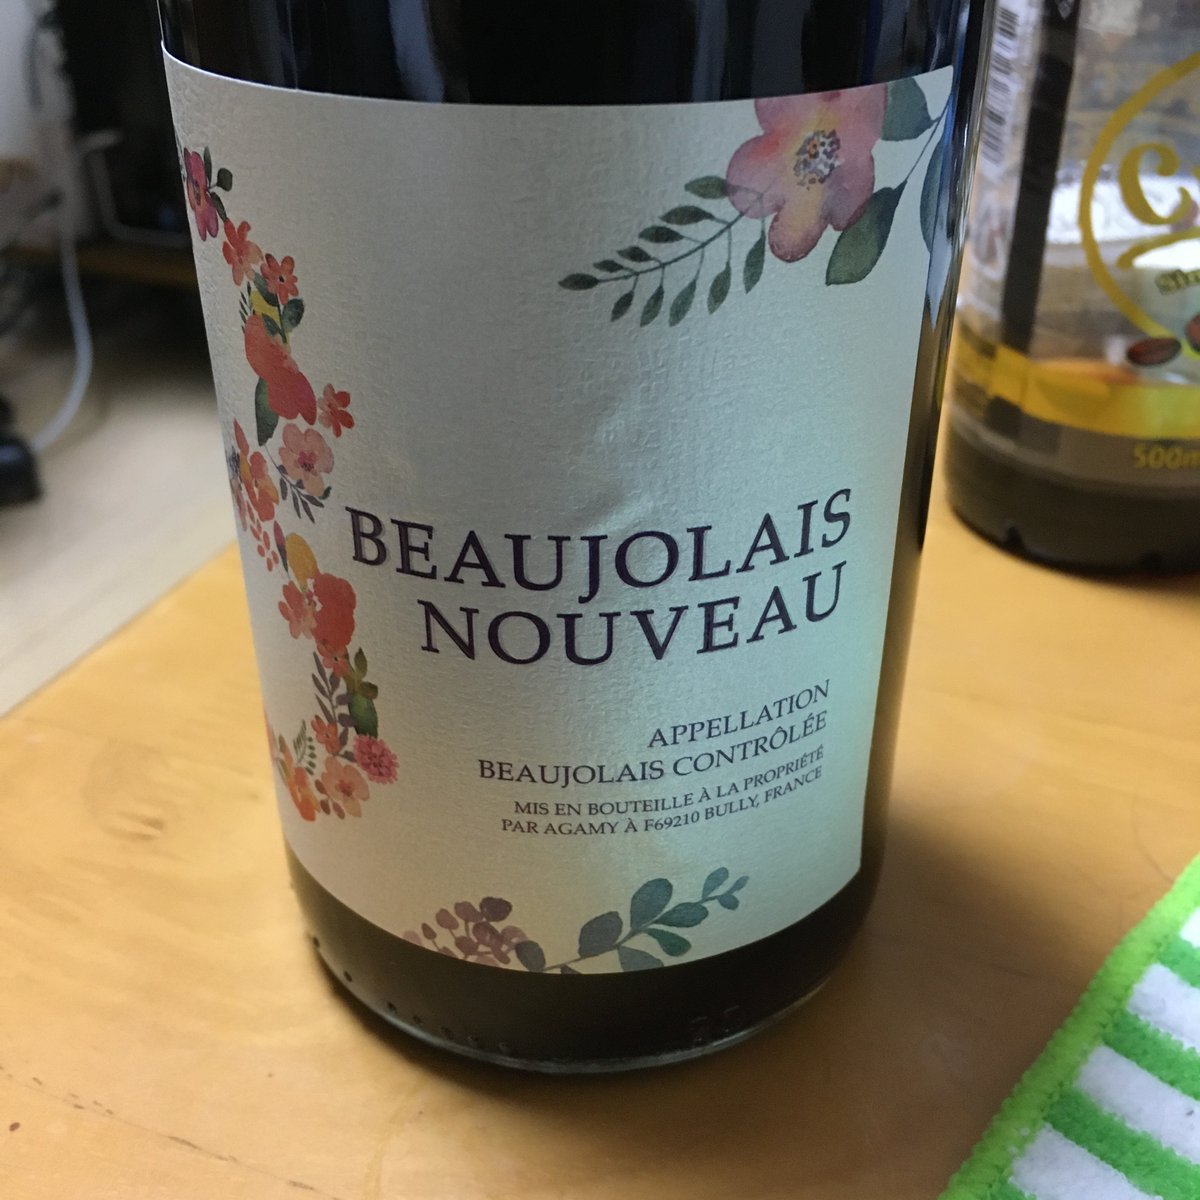 BEAUJOLAIS
NOUVEAU
APPELLATION
BEAUJOLAIS CONTRÔLÉE
MIS EN BOUTEILLE À LA PROPRIÉTÉ
PAR AGAMY À F69210 BULLY, FRANCE